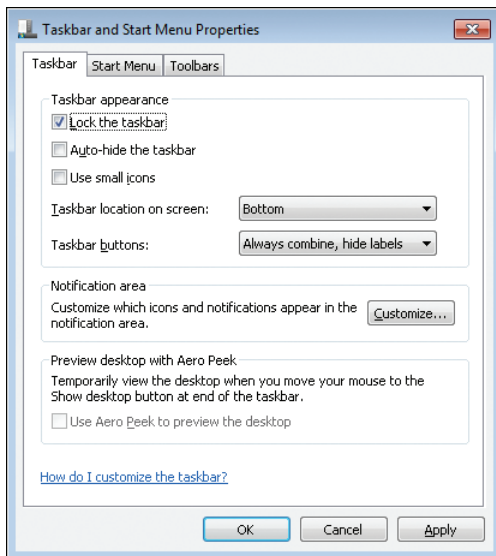 Taskbar and Start Menu Properties
Taskbar Start Menu Toolbars
Taskbar appearance
Lock the taskbar
Auto-hide the taskbar
Use small icons
Taskbar location on screen: Bottom
Taskbar buttons: Always combine, hide labels
Notification area
Customize which icons and notifications appear in the
notification area.
Customize...
Preview desktop with Aero Peek
Temporarily view the desktop when you move your mouse to the
Show desktop button at end of the taskbar.
Use Aero Peek to preview the desktop
How do I customize the taskbar?
OK Cancel Apply